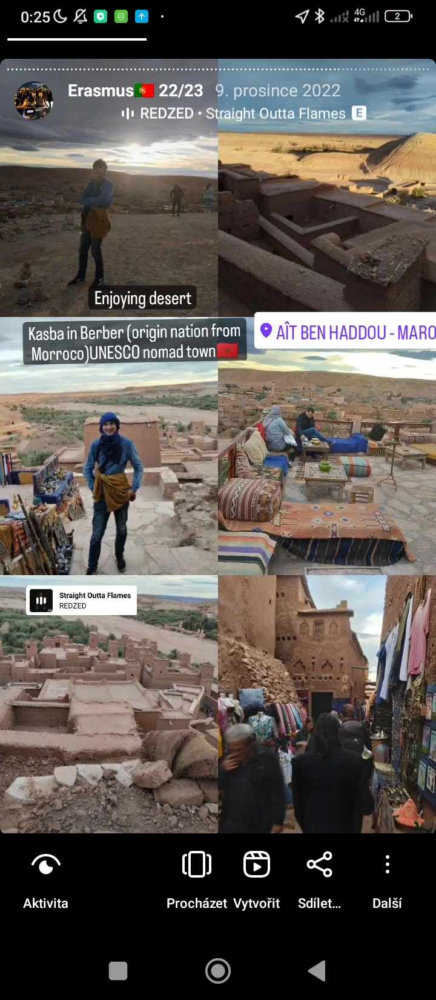 0:25
4G
2
Erasmus🇵🇹 22/23 9. prosince 2022
REDZED • Straight Outta Flames E
Enjoying desert
Kasba in Berber (origin nation from
Morroco)UNESCO nomad town🇲🇦
AÎT BEN HADDOU - MARO
Straight Outta Flames
REDZED
Aktivita
Procházet
Vytvořit
Sdílet...
Další